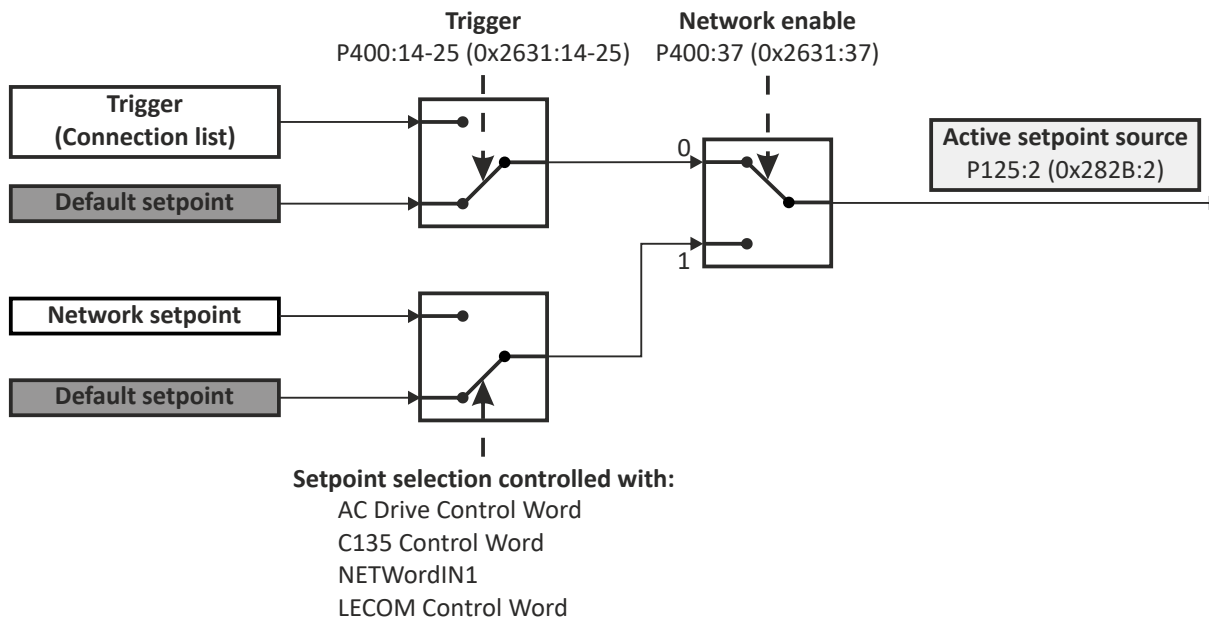 Trigger
P400:14-25 (0x2631:14-25)
Network enable
P400:37 (0x2631:37)
Trigger
(Connection list)
Default setpoint
0
1
Active setpoint source
P125:2 (0x282B:2)
Network setpoint
Default setpoint
Setpoint selection controlled with:
AC Drive Control Word
C135 Control Word
NETWordIN1
LECOM Control Word